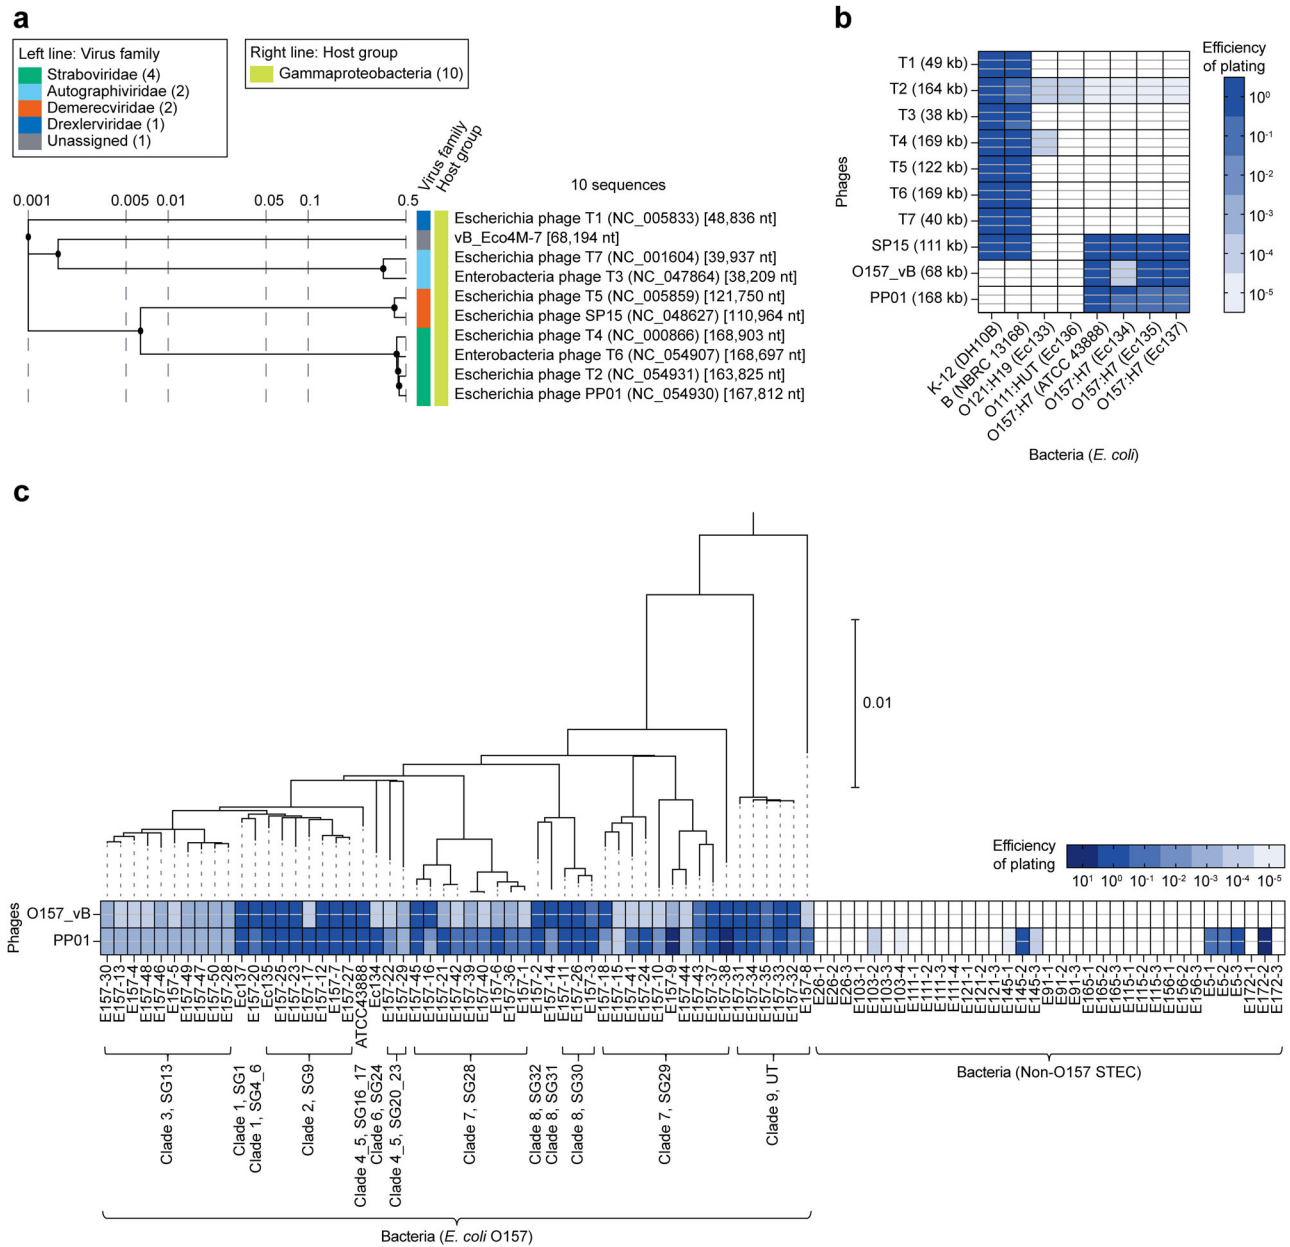 a
Left line: Virus family
Straboviridae (4)
Autographiviridae (2)
Demerecviridae (2)
Drexlerviridae (1)
Unassigned (1)
Right line: Host group
Gammaproteobacteria (10)
Virus family
Host group
10 sequences
0.001
0.005
0.01
0.05
0.1
0.5
Escherichia phage T1 (NC_005833) [48,836 nt]
vB_Eco4M-7 [68,194 nt]
Escherichia phage T7 (NC_001604) [39,937 nt]
Enterobacteria phage T3 (NC_047864) [38,209 nt]
Escherichia phage T5 (NC_005859) [121,750 nt]
Escherichia phage SP15 (NC_048627) [110,964 nt]
Escherichia phage T4 (NC_000866) [168,903 nt]
Enterobacteria phage T6 (NC_054907) [168,697 nt]
Escherichia phage T2 (NC_054931) [163,825 nt]
Escherichia phage PP01 (NC_054930) [167,812 nt]
b
Phages
T1 (49 kb)
T2 (164 kb)
T3 (38 kb)
T4 (169 kb)
T5 (122 kb)
T6 (169 kb)
T7 (40 kb)
SP15 (111 kb)
O157_vB (68 kb)
PP01 (168 kb)
Efficiency
of plating
10⁰
10⁻¹
10⁻²
10⁻³
10⁻⁴
10⁻⁵
K-12 (DH10B)
B (NBRC 13168)
O121:H19 (Ec133)
O111:HUT (Ec136)
O157:H7 (ATCC 43888)
O157:H7 (Ec134)
O157:H7 (Ec135)
O157:H7 (Ec137)
Bacteria (E. coli)
c
0.01
Efficiency
of plating
10¹
10⁰
10⁻¹
10⁻²
10⁻³
10⁻⁴
10⁻⁵
Phages
O157_vB
PP01
E157-30
E157-13
E157-4
E157-48
E157-46
E157-5
E157-49
E157-47
E157-50
E157-28
Ec137
E157-20
Ec135
E157-25
E157-23
E157-17
E157-12
E157-7
E157-27
ATCC43888
Ec134
E157-22
E157-29
E157-45
E157-16
E157-21
E157-42
E157-39
E157-40
E157-6
E157-36
E157-1
E157-2
E157-14
E157-11
E157-26
E157-3
E157-18
E157-15
E157-41
E157-24
E157-10
E157-9
E157-44
E157-43
E157-37
E157-38
E157-31
E157-34
E157-35
E157-33
E157-32
E157-8
E26-1
E26-2
E26-3
E103-1
E103-2
E103-3
E103-4
E111-1
E111-2
E111-3
E111-4
E121-1
E121-2
E121-3
E145-1
E145-2
E145-3
E91-1
E91-2
E91-3
E165-1
E165-2
E165-3
E115-1
E115-2
E115-3
E156-1
E156-2
E156-3
E5-1
E5-2
E5-3
E172-1
E172-2
E172-3
Clade 3, SG13
Clade 1, SG1
Clade 1, SG4_6
Clade 2, SG9
Clade 4_5, SG16_17
Clade 6, SG24
Clade 4_5, SG20_23
Clade 7, SG28
Clade 8, SG32
Clade 8, SG31
Clade 8, SG30
Clade 7, SG29
Clade 9, UT
Bacteria (Non-O157 STEC)
Bacteria (E. coli O157)